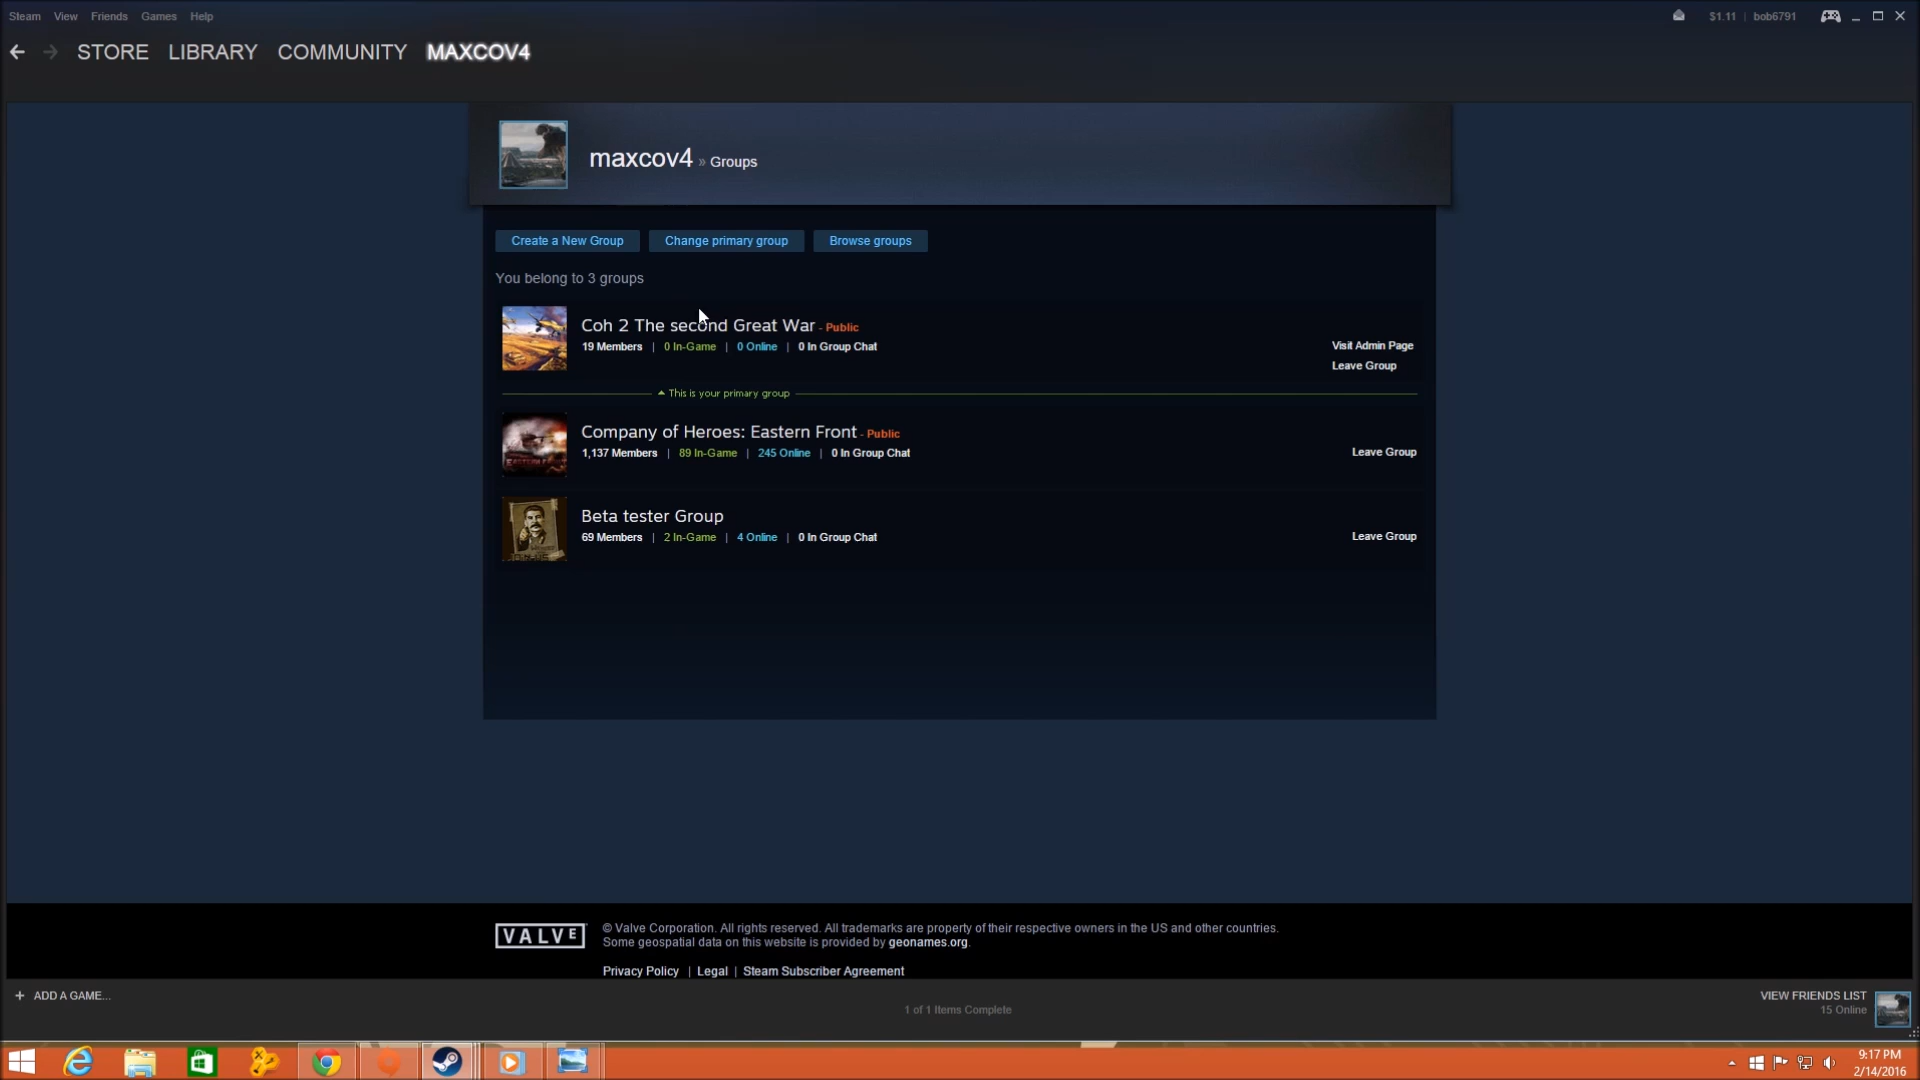 Steam View Friends Games Help
$1.11 | bob6791
STORE LIBRARY COMMUNITY MAXCOV4
maxcov4 » Groups
Create a New Group Change primary group Browse groups
You belong to 3 groups
Coh 2 The second Great War - Public
19 Members | 0 In-Game | 0 Online | 0 In Group Chat
Visit Admin Page
Leave Group
This is your primary group
Company of Heroes: Eastern Front - Public
1,137 Members | 89 In-Game | 245 Online | 0 In Group Chat
Leave Group
Beta tester Group
69 Members | 2 In-Game | 4 Online | 0 In Group Chat
Leave Group
VALVE
© Valve Corporation. All rights reserved. All trademarks are property of their respective owners in the US and other countries.
Some geospatial data on this website is provided by geonames.org.
Privacy Policy | Legal | Steam Subscriber Agreement
+ ADD A GAME...
1 of 1 Items Complete
VIEW FRIENDS LIST
15 Online
9:17 PM
2/14/2016